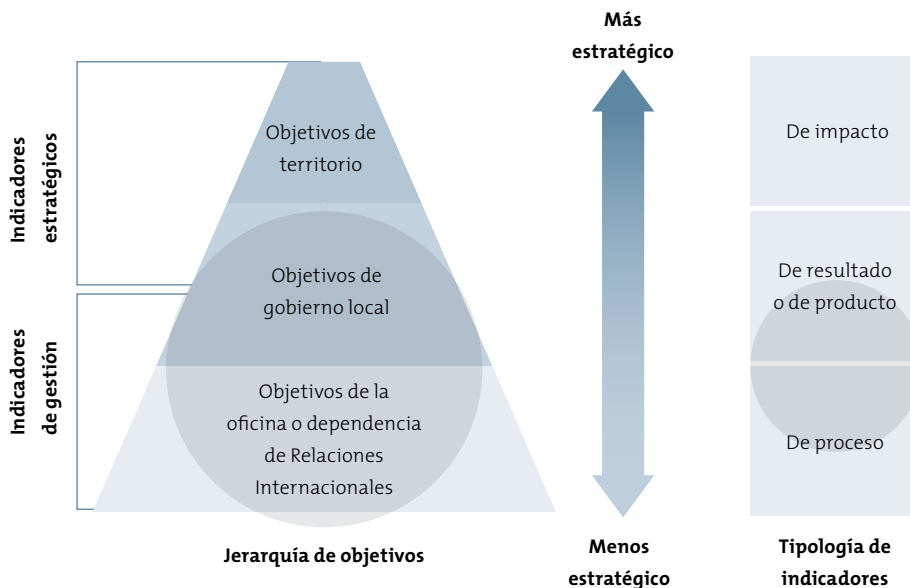 Más
estratégico
Indicadores
estratégicos
Objetivos de
territorio
De impacto
Objetivos de
gobierno local
De resultado
o de producto
Indicadores
de gestión
Objetivos de la
oficina o dependencia
de Relaciones
Internacionales
De proceso
Jerarquía de objetivos
Menos
estratégico
Tipología de
indicadores